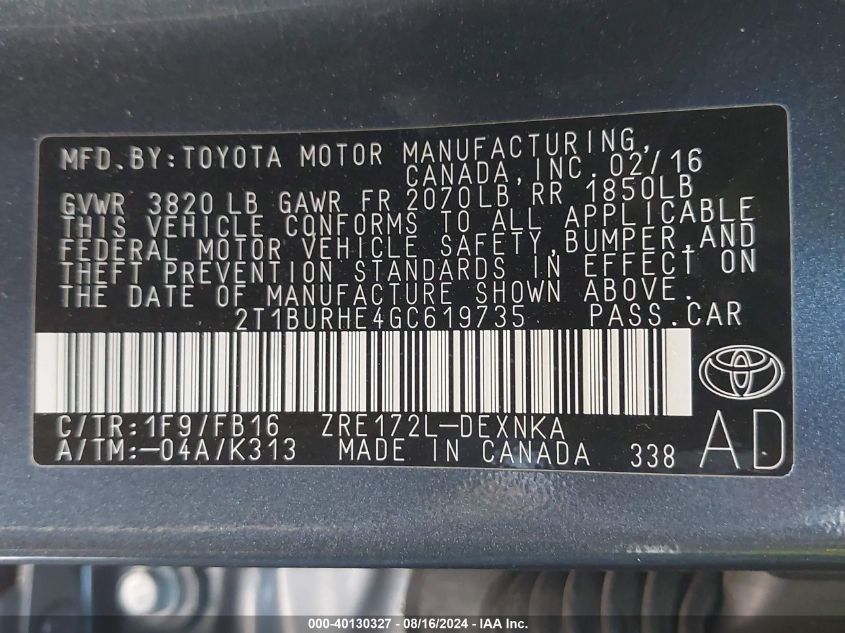 MFD.BY:TOYOTA MOTOR MANUFACTURING,
CANADA,INC.02/16
GVWR 3820 LB GAWR FR 2070LB RR 1850LB
THIS VEHICLE CONFORMS TO ALL APPLICABLE
FEDERAL MOTOR VEHICLE SAFETY,BUMPER,AND
THEFT PREVENTION STANDARDS IN EFFECT ON
THE DATE OF MANUFACTURE SHOWN ABOVE.
2T1BURHE4GC619735 PASS.CAR
C/TR:1F9/FB16 ZRE172L-DEXNKA
A/TM:-04A/K313 MADE IN CANADA 338
AD
000-40130327 - 08/16/2024 - IAA Inc.